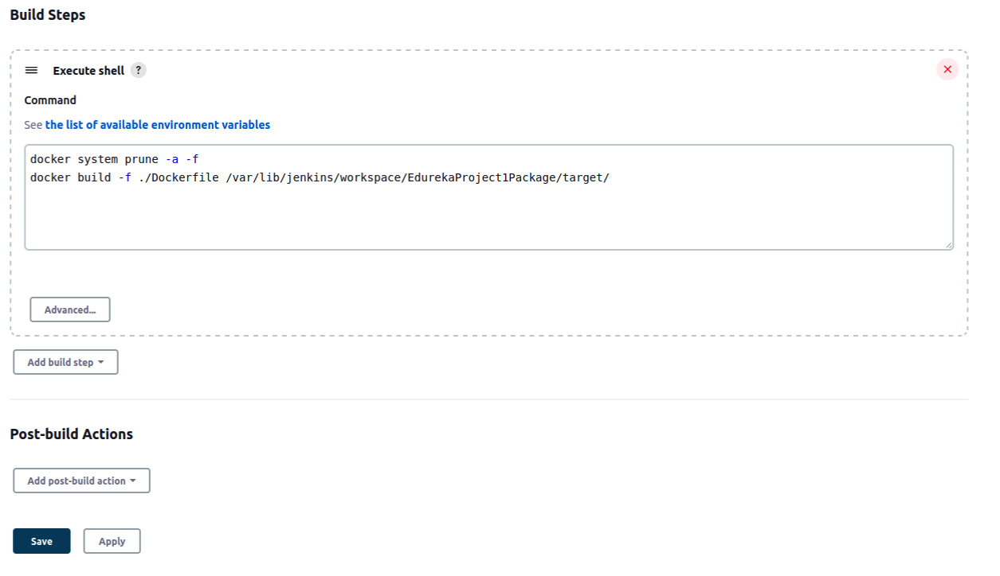 Build Steps
Execute shell ?
Command
See the list of available environment variables
docker system prune -a -f
docker build -f ./Dockerfile /var/lib/jenkins/workspace/EdurekaProject1Package/target/
Advanced...
Add build step
Post-build Actions
Add post-build action
Save Apply